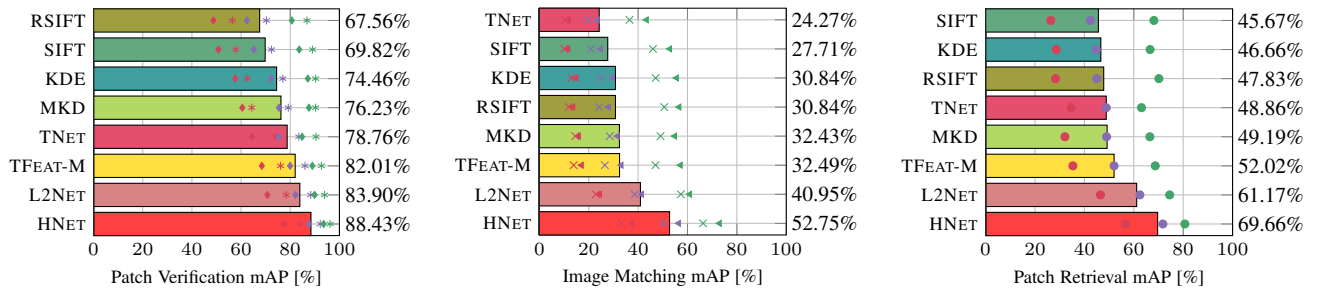 RSIFT 67.56%
SIFT 69.82%
KDE 74.46%
MKD 76.23%
TNET 78.76%
TFEAT-M 82.01%
L2NET 83.90%
HNET 88.43%
0 20 40 60 80 100
Patch Verification mAP [%]
TNET 24.27%
SIFT 27.71%
KDE 30.84%
RSIFT 30.84%
MKD 32.43%
TFEAT-M 32.49%
L2NET 40.95%
HNET 52.75%
0 20 40 60 80 100
Image Matching mAP [%]
SIFT 45.67%
KDE 46.66%
RSIFT 47.83%
TNET 48.86%
MKD 49.19%
TFEAT-M 52.02%
L2NET 61.17%
HNET 69.66%
0 20 40 60 80 100
Patch Retrieval mAP [%]